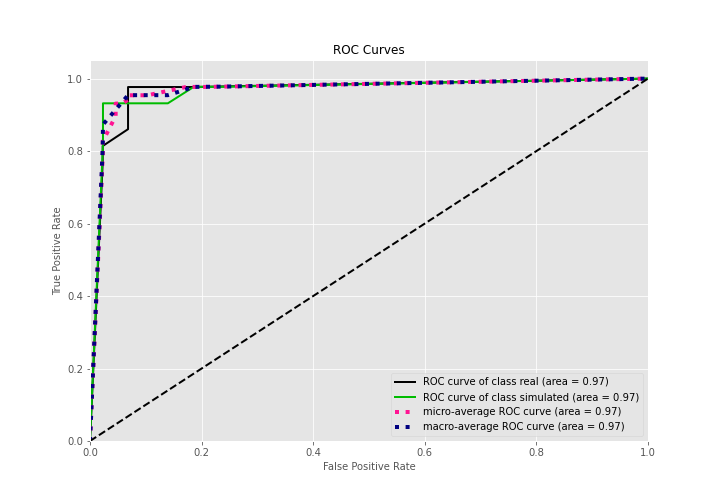 ROC Curves
True Positive Rate
1.0
0.8
0.6
0.4
0.2
0.0
0.0 0.2 0.4 0.6 0.8 1.0
False Positive Rate
ROC curve of class real (area = 0.97)
ROC curve of class simulated (area = 0.97)
micro-average ROC curve (area = 0.97)
macro-average ROC curve (area = 0.97)